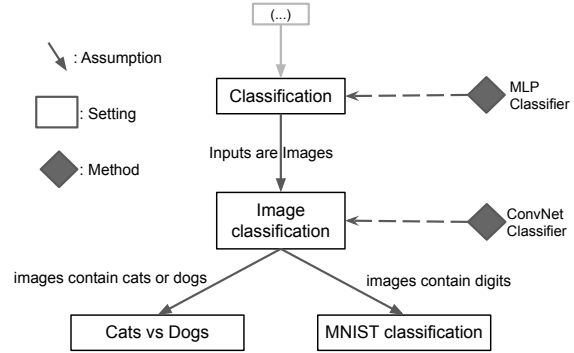 (...)
: Assumption
Classification
MLP
Classifier
: Setting
Inputs are Images
: Method
Image
classification
ConvNet
Classifier
images contain cats or dogs
images contain digits
Cats vs Dogs
MNIST classification